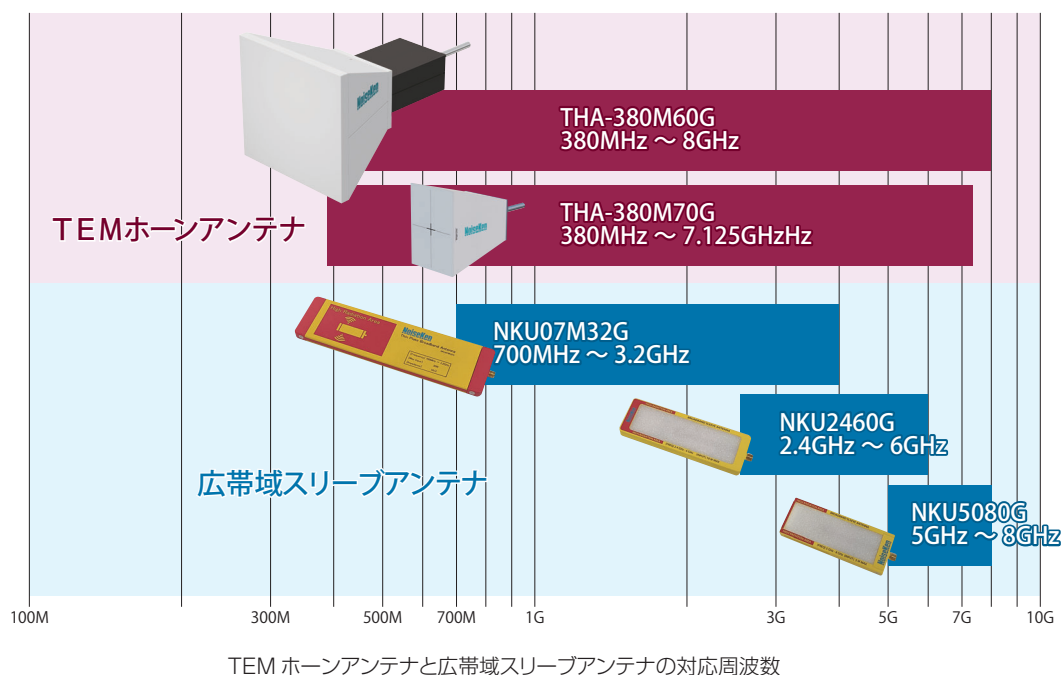 NoiseKen
THA-380M60G
380MHz ～ 8GHz
TEMホーンアンテナ
NoiseKen
THA-380M70G
380MHz ～ 7.125GHzHz
NoiseKen
NKU07M32G
700MHz ～ 3.2GHz
NKU2460G
2.4GHz ～ 6GHz
広帯域スリーブアンテナ
NoiseKen
NKU5080G
5GHz ～ 8GHz
100M 300M 500M 700M 1G 3G 5G 7G 10G
TEM ホーンアンテナと広帯域スリーブアンテナの対応周波数